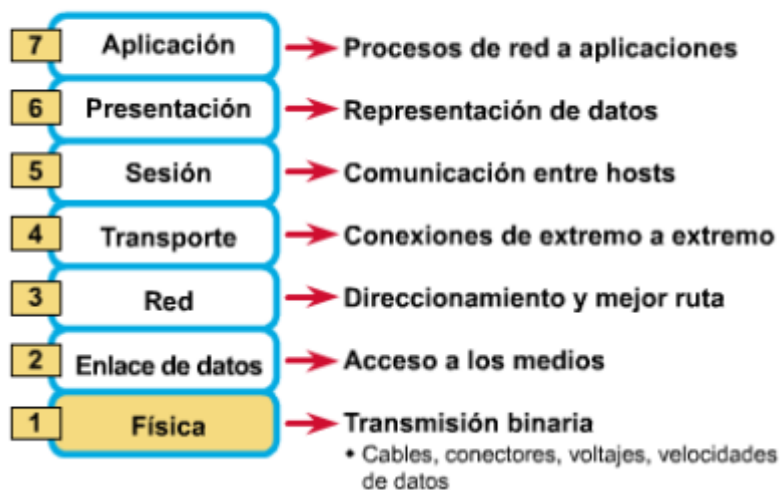 7 Aplicación Procesos de red a aplicaciones
6 Presentación Representación de datos
5 Sesión Comunicación entre hosts
4 Transporte Conexiones de extremo a extremo
3 Red Direccionamiento y mejor ruta
2 Enlace de datos Acceso a los medios
1 Física Transmisión binaria
• Cables, conectores, voltajes, velocidades
de datos